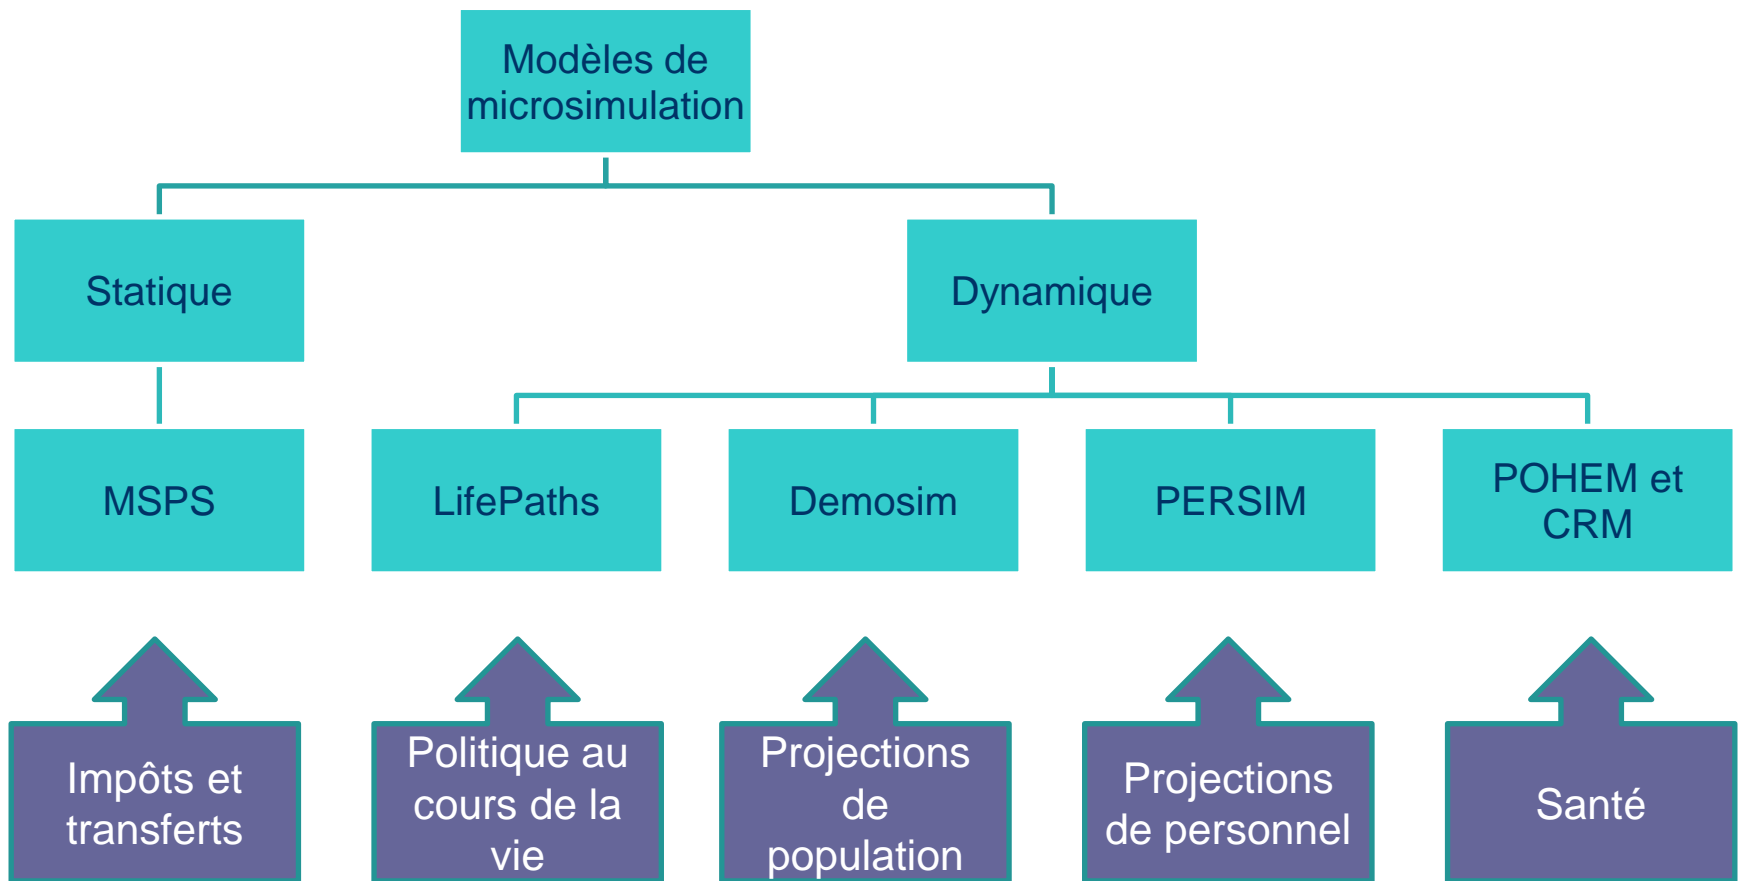 Modèles de
microsimulation
Statique
Dynamique
MSPS
LifePaths
Demosim
PERSIM
POHEM et
CRM
Impôts et
transferts
Politique au
cours de la
vie
Projections
de
population
Projections
de personnel
Santé